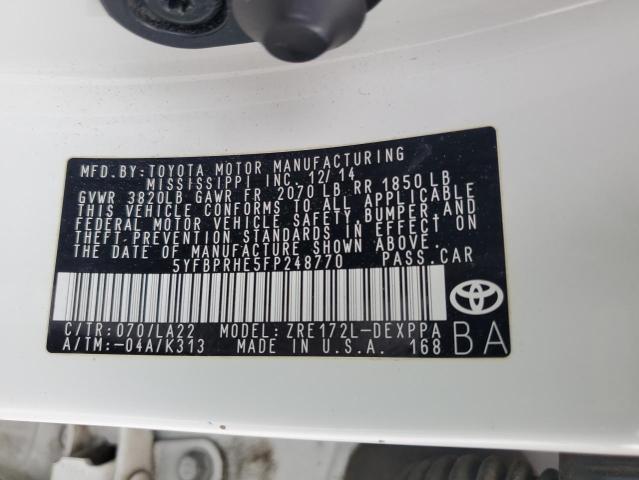 MFD.BY:TOYOTA MOTOR MANUFACTURING
MISSISSIPPI INC. 12/14
GVWR 3820LB GAWR FR 2070 LB RR 1850 LB
THIS VEHICLE CONFORMS TO ALL APPLICABLE
FEDERAL MOTOR VEHICLE SAFETY, BUMPER,AND
THEFT PREVENTION STANDARDS IN EFFECT ON
THE DATE OF MANUFACTURE SHOWN ABOVE.
5YFBPRHE5FP248770 PASS.CAR
C/TR:070/LA22 MODEL:ZRE172L-DEXPPA
A/TM:-04A/K313 MADE IN U.S.A. 168
BA